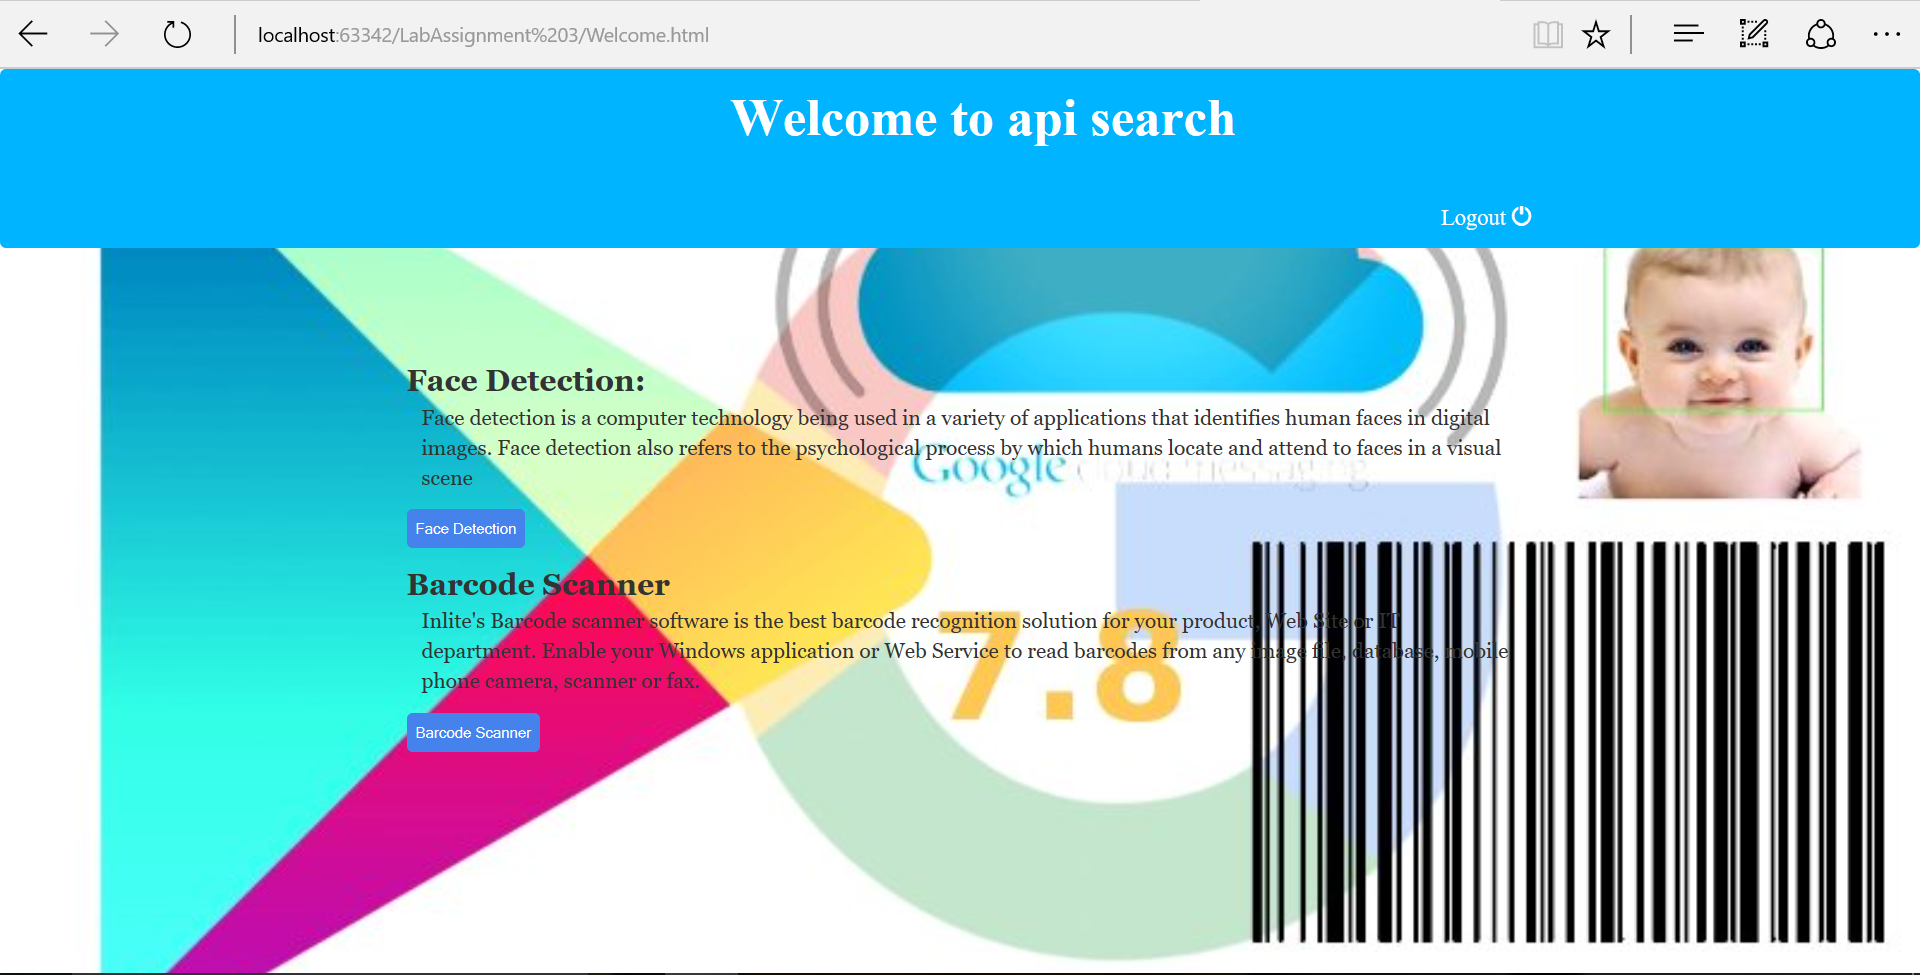 localhost:63342/LabAssignment%203/Welcome.html
Welcome to api search
Logout
Face Detection:
Face detection is a computer technology being used in a variety of applications that identifies human faces in digital
images. Face detection also refers to the psychological process by which humans locate and attend to faces in a visual
scene
Google cloud messaging
Face Detection
Barcode Scanner
Inlite's Barcode scanner software is the best barcode recognition solution for your product, Web Site or IT
department. Enable your Windows application or Web Service to read barcodes from any image file, database, mobile
phone camera, scanner or fax.
7.8
Barcode Scanner